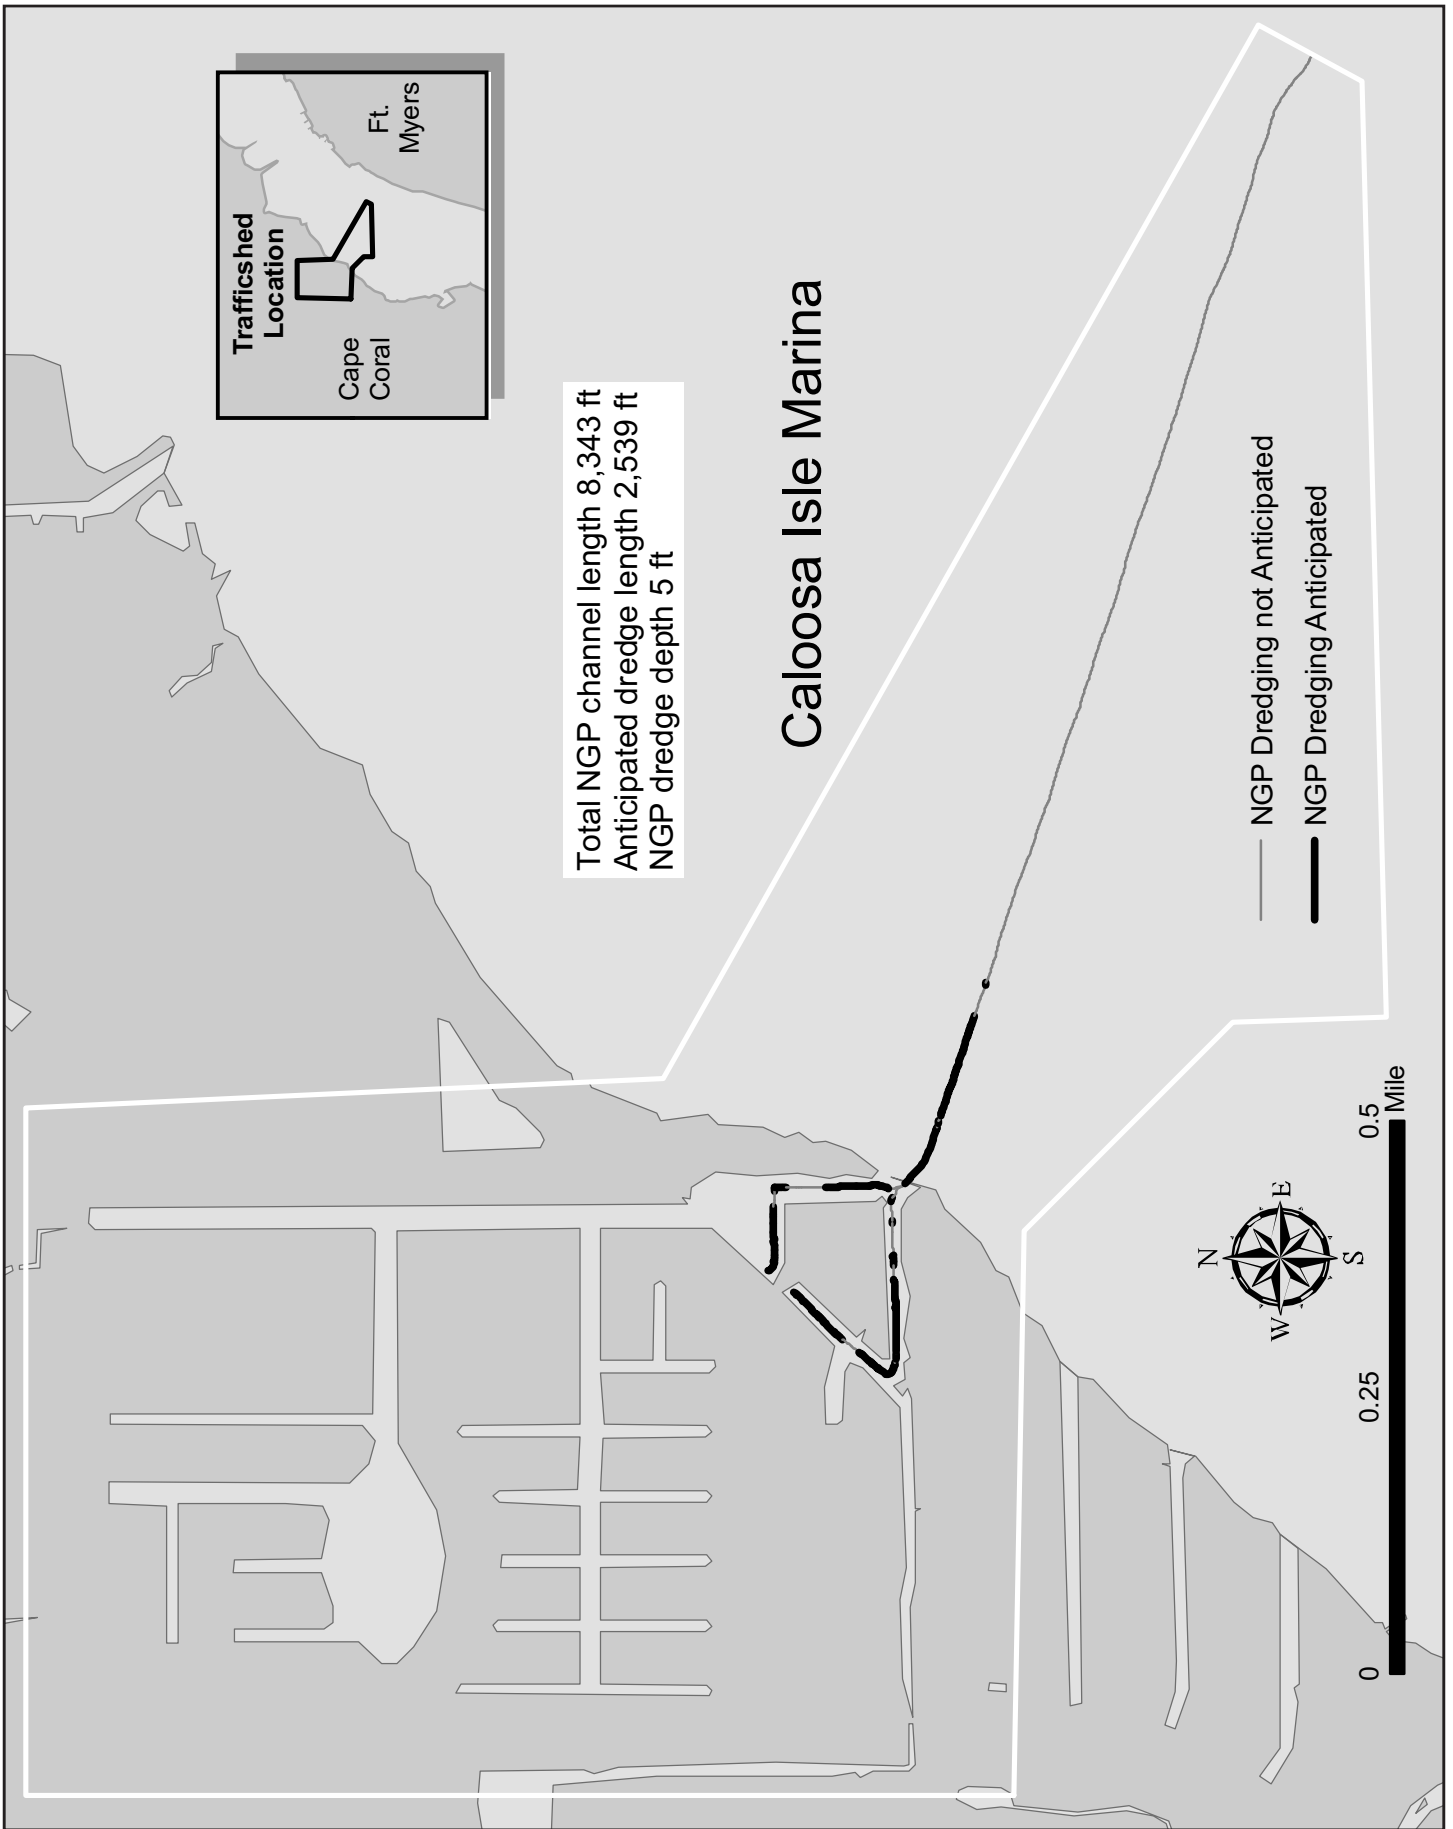 Trafficshed
Location
Ft.
Myers
Cape
Coral
Total NGP channel length 8,343 ft
Anticipated dredge length 2,539 ft
NGP dredge depth 5 ft
Caloosa Isle Marina
NGP Dredging not Anticipated
NGP Dredging Anticipated
N
W
E
S
0
0.25
0.5
Mile